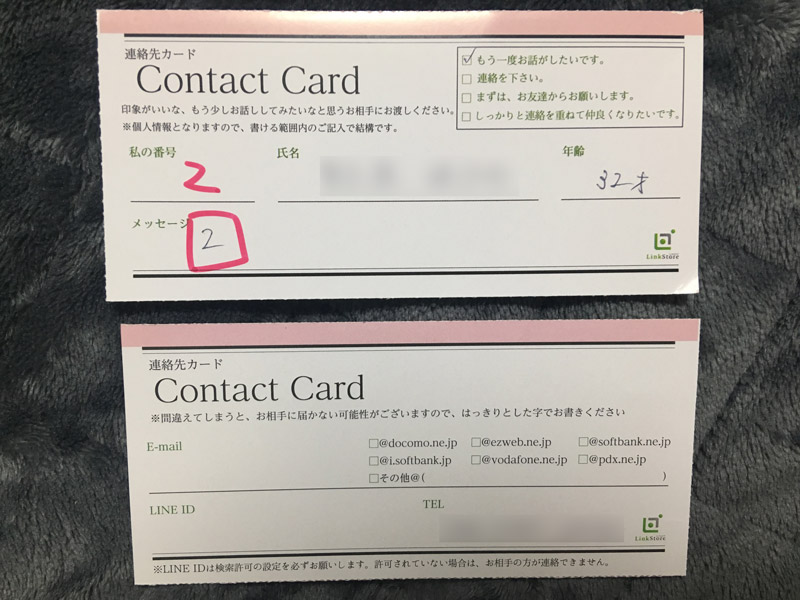 連絡先カード
Contact Card
印象がいいな、もう少しお話ししてみたいなと思うお相手にお渡しください。
※個人情報となりますので、書ける範囲内のご記入で結構です。
☑もう一度お話がしたいです。
□連絡を下さい。
□まずは、お友達からお願いします。
□しっかりと連絡を重ねて仲良くなりたいです。
私の番号 2
氏名
年齢 32才
メッセージ 2
LinkStore
連絡先カード
Contact Card
※間違えてしまうと、お相手に届かない可能性がございますので、はっきりとした字でお書きください
E-mail
□@docomo.ne.jp □@ezweb.ne.jp □@softbank.ne.jp
□@i.softbank.jp □@vodafone.ne.jp □@pdx.ne.jp
□その他@( )
LINE ID
TEL
LinkStore
※LINE IDは検索許可の設定を必ずお願いします。許可されていない場合は、お相手の方が連絡できません。